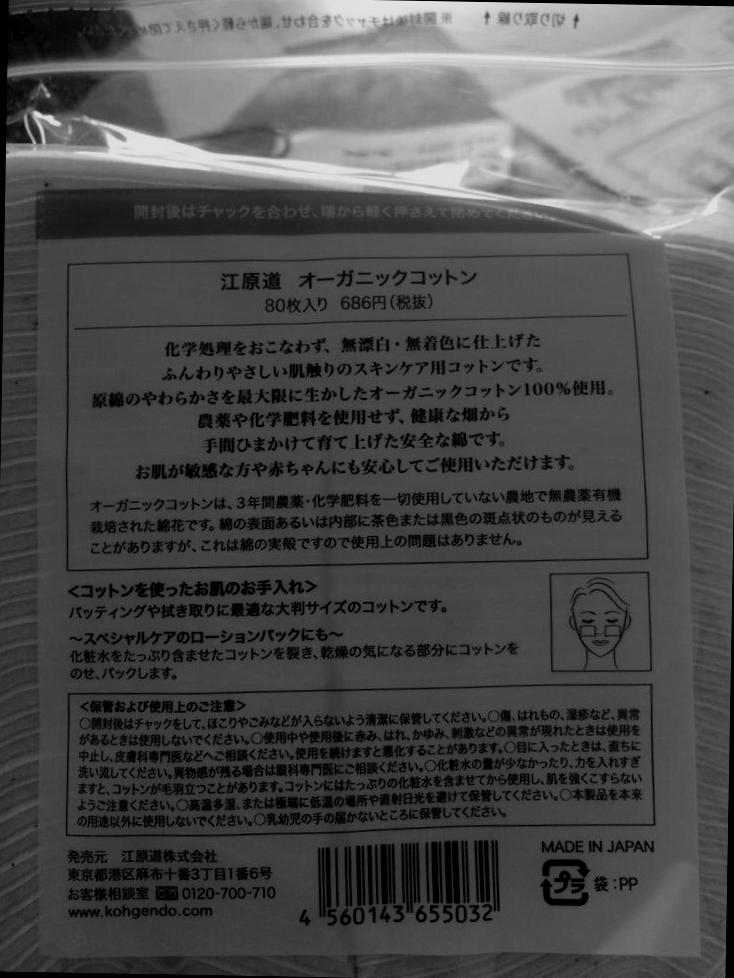 ↑ 切り取り線 ↑ ※開封後はチャックを合わせ、端から軽く押さえて閉めてください。
開封後はチャックを合わせ、端から軽く押さえて閉めてください。
江原道 オーガニックコットン
80枚入り 686円(税抜)
化学処理をおこなわず、無漂白・無着色に仕上げた
ふんわりやさしい肌触りのスキンケア用コットンです。
原綿のやわらかさを最大限に生かしたオーガニックコットン100%使用。
農薬や化学肥料を使用せず、健康な畑から
手間ひまかけて育て上げた安全な綿です。
お肌が敏感な方や赤ちゃんにも安心してご使用いただけます。
オーガニックコットンは、3年間農薬・化学肥料を一切使用していない農地で無農薬有機
栽培された綿花です。綿の表面あるいは内部に茶色または黒色の斑点状のものが見える
ことがありますが、これは綿の実殻ですので使用上の問題はありません。
<コットンを使ったお肌のお手入れ>
パッティングや拭き取りに最適な大判サイズのコットンです。
〜スペシャルケアのローションパックにも〜
化粧水をたっぷり含ませたコットンを裂き、乾燥の気になる部分にコットンを
のせ、パックします。
<保管および使用上のご注意>
○開封後はチャックをして、ほこりやごみなどが入らないよう清潔に保管してください。○傷、はれもの、湿疹など、異常
があるときは使用しないでください。○使用中や使用後に赤み、はれ、かゆみ、刺激などの異常が現れたときは使用を
中止し、皮膚科専門医などへご相談ください。使用を続けますと悪化することがあります。○目に入ったときは、直ちに
洗い流してください。異物感が残る場合は眼科専門医にご相談ください。○化粧水の量が少なかったり、力を入れすぎ
ますと、コットンが毛羽立つことがあります。コットンにはたっぷりの化粧水を含ませてから使用し、肌を強くこすらない
ようご注意ください。○高温多湿、または極端に低温の場所や直射日光を避けて保管してください。○本製品を本来
の用途以外に使用しないでください。○乳幼児の手の届かないところに保管してください。
発売元 江原道株式会社
東京都港区麻布十番3丁目1番6号
お客様相談室 0120-700-710
www.kohgendo.com
4 560143 655032
MADE IN JAPAN
プラ 袋:PP